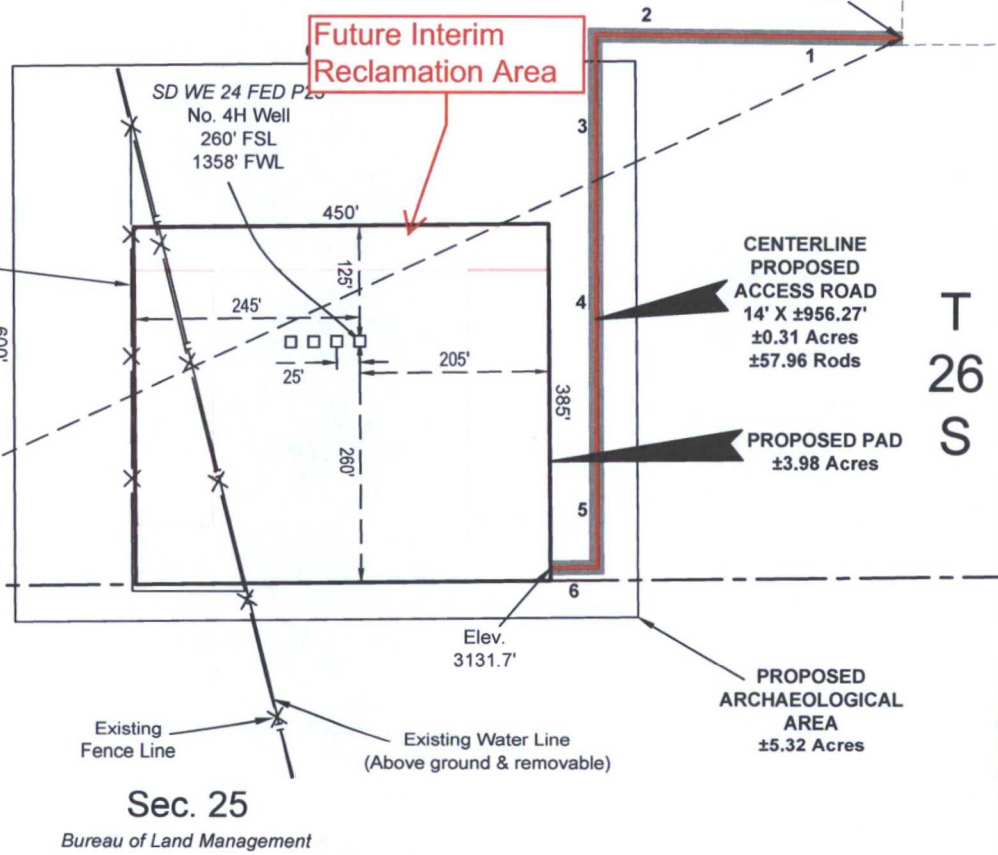 2
1
Future Interim
Reclamation Area
SD WE 24 FED
No. 4H Well
260' FSL
1358' FWL
3
450'
125'
245'
4
CENTERLINE
PROPOSED
ACCESS ROAD
14' X ±956.27'
±0.31 Acres
±57.96 Rods
T
26
S
600'
25'
205'
385'
260'
PROPOSED PAD
±3.98 Acres
5
6
Elev.
3131.7'
PROPOSED
ARCHAEOLOGICAL
AREA
±5.32 Acres
Existing
Fence Line
Existing Water Line
(Above ground & removable)
Sec. 25
Bureau of Land Management